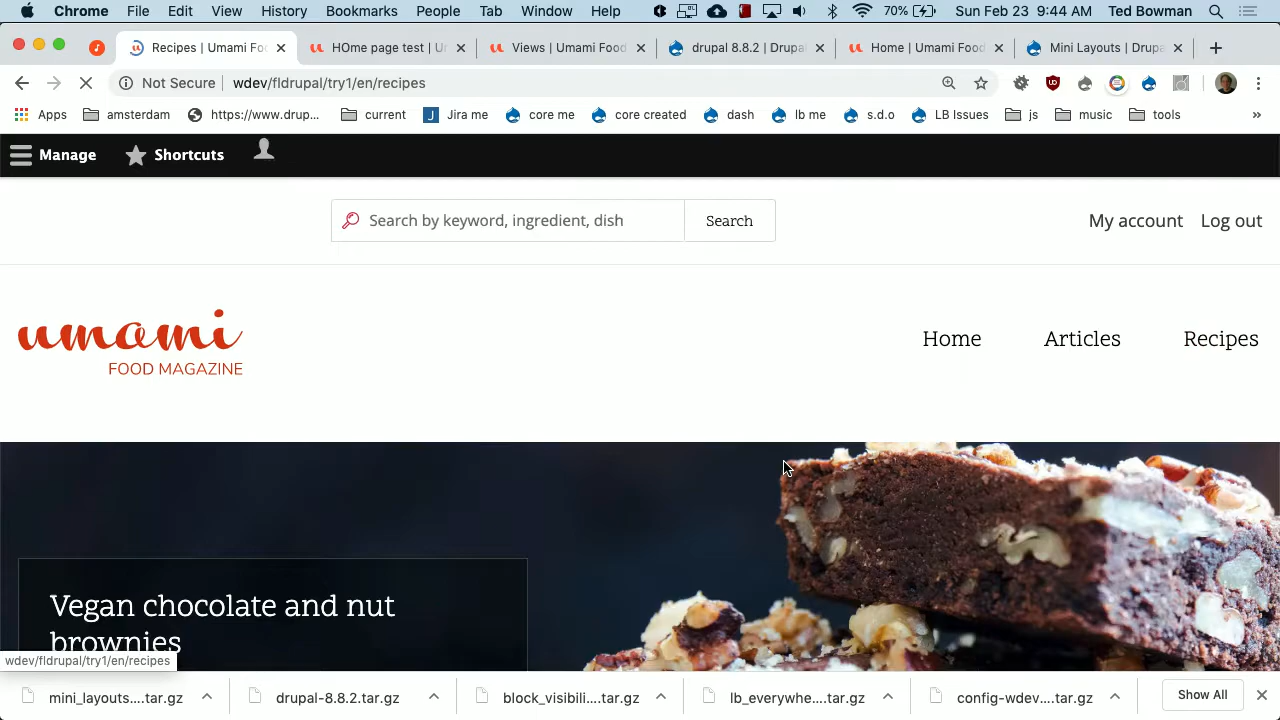 Chrome File Edit View History Bookmarks People Tab Window Help 70% Sun Feb 23 9:44 AM Ted Bowman
Recipes | Umami Foo HOme page test | U Views | Umami Food drupal 8.8.2 | Drupal Home | Umami Food Mini Layouts | Drupa
Not Secure wdev/fldrupal/try1/en/recipes
Apps amsterdam https://www.drup... current Jira me core me core created dash lb me s.d.o LB Issues js music tools »
Manage Shortcuts
Search by keyword, ingredient, dish Search My account Log out
umami
FOOD MAGAZINE
Home Articles Recipes
Vegan chocolate and nut
brownies
wdev/fldrupal/try1/en/recipes
mini_layouts....tar.gz drupal-8.8.2.tar.gz block_visibili....tar.gz lb_everywhe....tar.gz config-wdev....tar.gz Show All